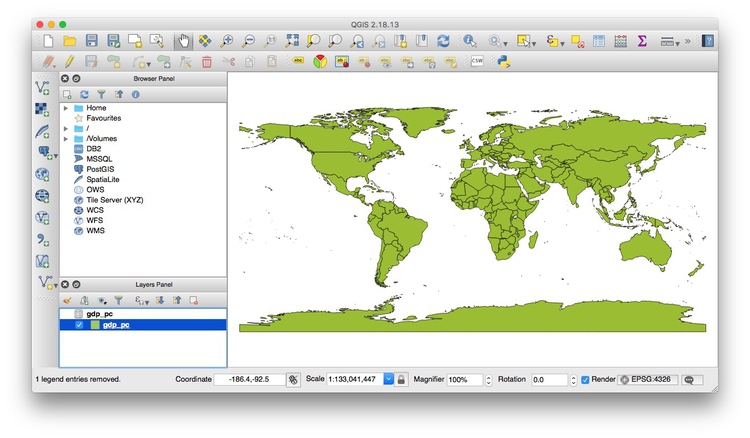 QGIS 2.18.13
abc
CSW
Browser Panel
Home
Favourites
/
/Volumes
DB2
MSSQL
PostGIS
SpatiaLite
OWS
Tile Server (XYZ)
WCS
WFS
WMS
Layers Panel
gdp_pc
gdp_pc
1 legend entries removed.
Coordinate -186.4,-92.5 Scale 1:133,041,447 Magnifier 100% Rotation 0.0 Render EPSG:4326